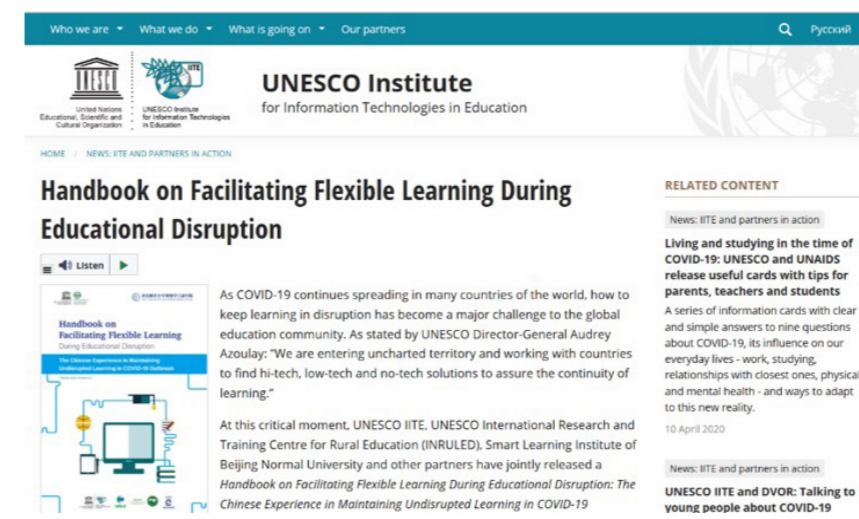 Who we are
What we do
What is going on
Our partners
Русский
UNESCO
United Nations
Educational, Scientific and
Cultural Organization
IITE
UNESCO Institute
for Information Technologies
in Education
UNESCO Institute
for Information Technologies in Education
HOME / NEWS: IITE AND PARTNERS IN ACTION
Handbook on Facilitating Flexible Learning During
Educational Disruption
Listen
Handbook on
Facilitating Flexible Learning
During Educational Disruption
The Chinese Experience in Maintaining
Undisrupted Learning in COVID-19 Outbreak
As COVID-19 continues spreading in many countries of the world, how to
keep learning in disruption has become a major challenge to the global
education community. As stated by UNESCO Director-General Audrey
Azoulay: “We are entering uncharted territory and working with countries
to find hi-tech, low-tech and no-tech solutions to assure the continuity of
learning.”
At this critical moment, UNESCO IITE, UNESCO International Research and
Training Centre for Rural Education (INRULED), Smart Learning Institute of
Beijing Normal University and other partners have jointly released a
Handbook on Facilitating Flexible Learning During Educational Disruption: The
Chinese Experience in Maintaining Undisrupted Learning in COVID-19
RELATED CONTENT
News: IITE and partners in action
Living and studying in the time of
COVID-19: UNESCO and UNAIDS
release useful cards with tips for
parents, teachers and students
A series of information cards with clear
and simple answers to nine questions
about COVID-19, its influence on our
everyday lives - work, studying,
relationships with closest ones, physical
and mental health - and ways to adapt
to this new reality.
10 April 2020
News: IITE and partners in action
UNESCO IITE and DVOR: Talking to
young people about COVID-19